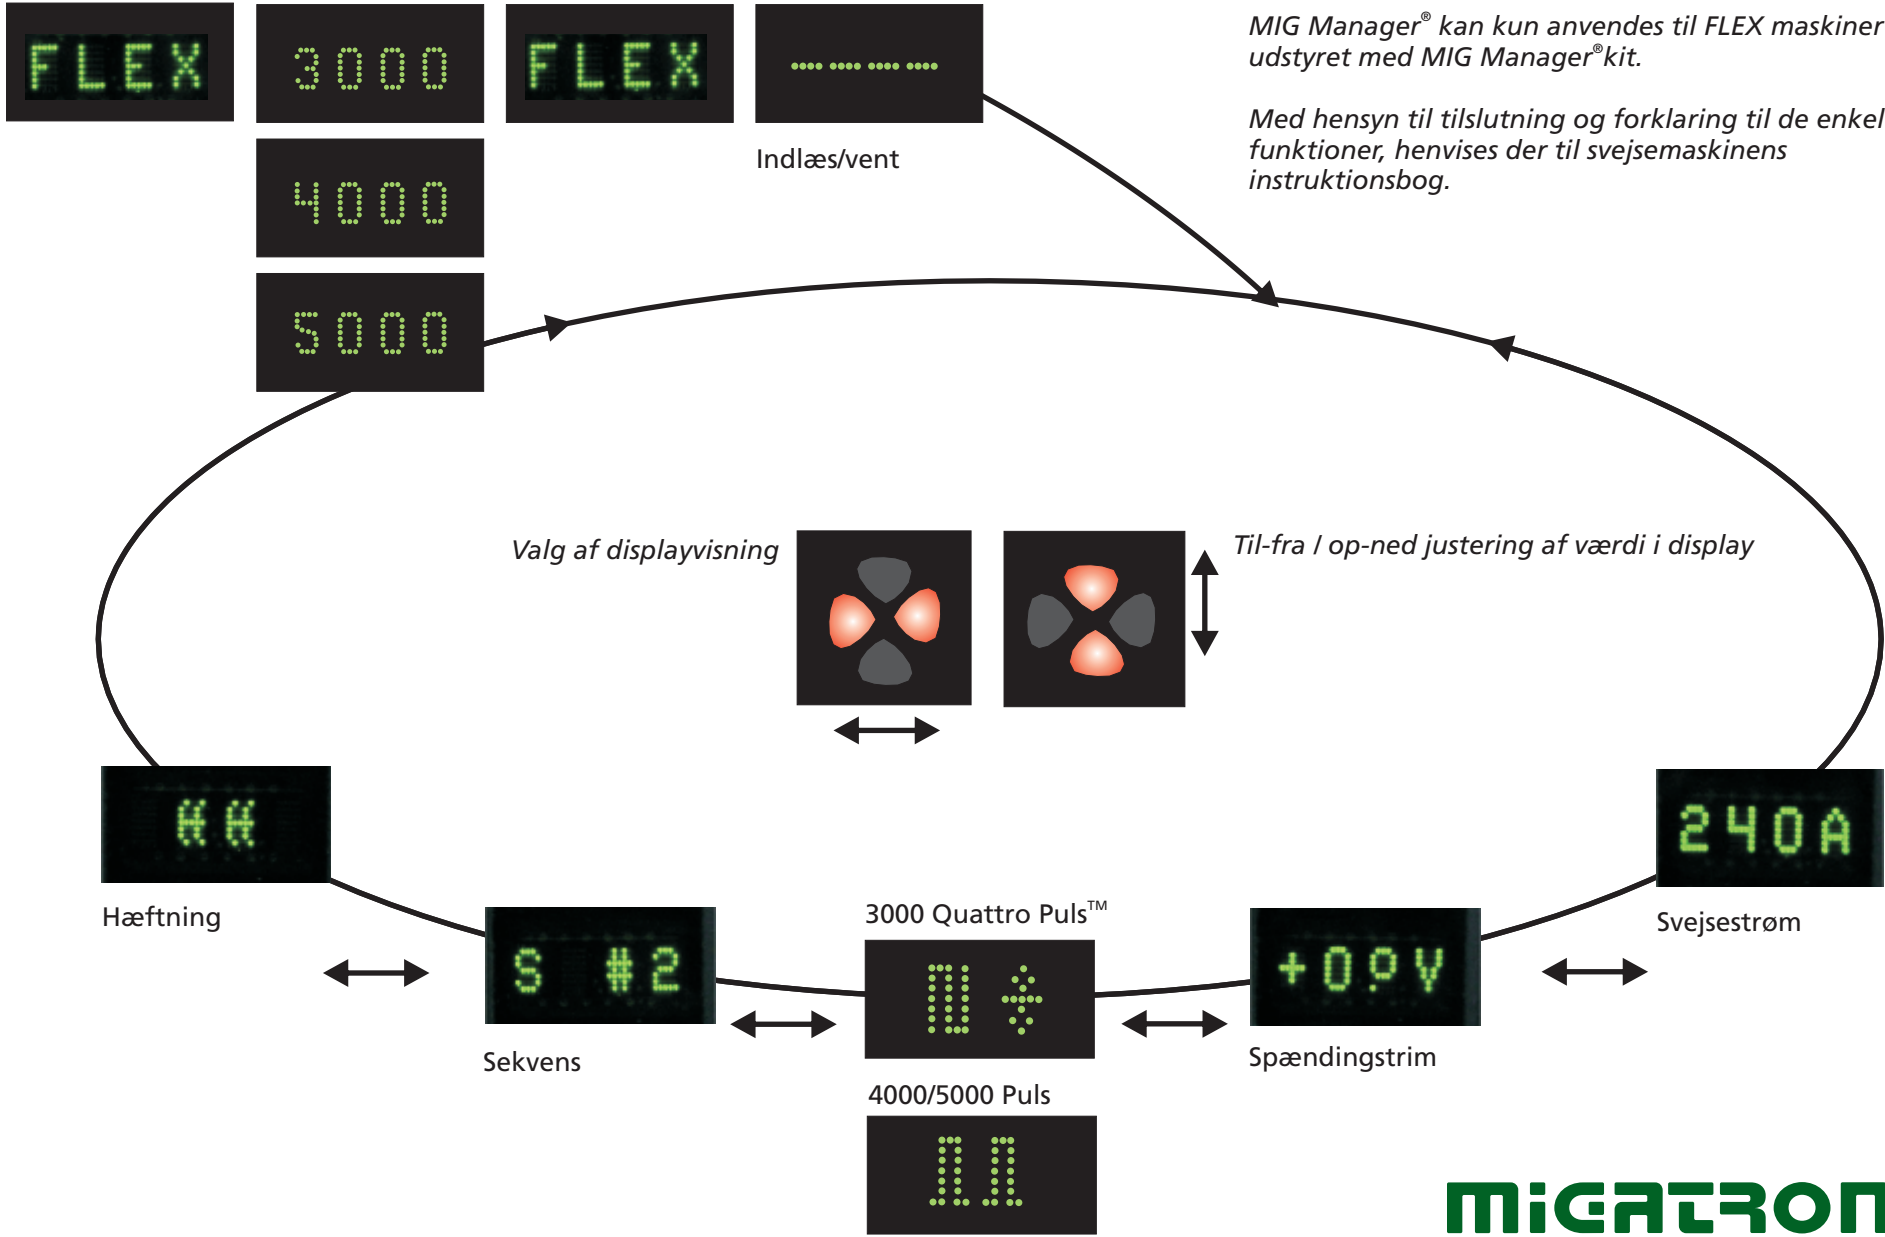 FLEX
3000
FLEX
---- ---- ---- ----
4000
5000
Indlæs/vent
MIG Manager® kan kun anvendes til FLEX maskiner
udstyret med MIG Manager®kit.
Med hensyn til tilslutning og forklaring til de enkel
funktioner, henvises der til svejsemaskinens
instruktionsbog.
Valg af displayvisning
Til-fra / op-ned justering af værdi i display
Hæftning
S #2
Sekvens
3000 Quattro Puls™
4000/5000 Puls
+0.0V
Spændingstrim
240A
Svejsestrøm
MIGATRON